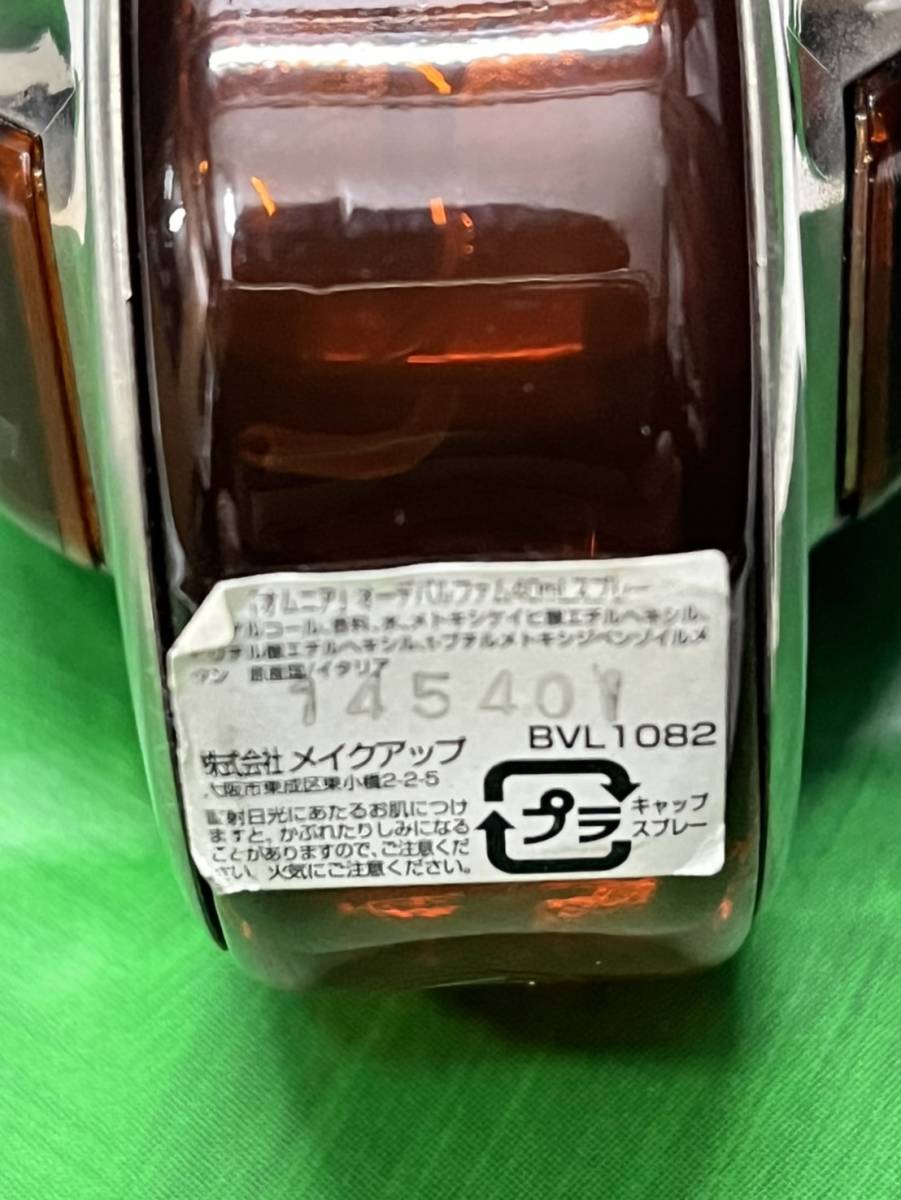 「オムニア」オーデパルファム40mLスプレー
アルコール、香料、水、メトキシケイヒ酸エチルヘキシル、
サリチル酸エチルヘキシル、t-ブチルメトキシジベンゾイルメ
タン 原産国/イタリア
145401
BVL1082
株式会社 メイクアップ
大阪市東成区東小橋2-2-5
直射日光にあたるお肌につけ
ますと、かぶれたりしみになる
ことがありますので、ご注意くだ
さい。火気にご注意ください。
プラ
キャップ
スプレー